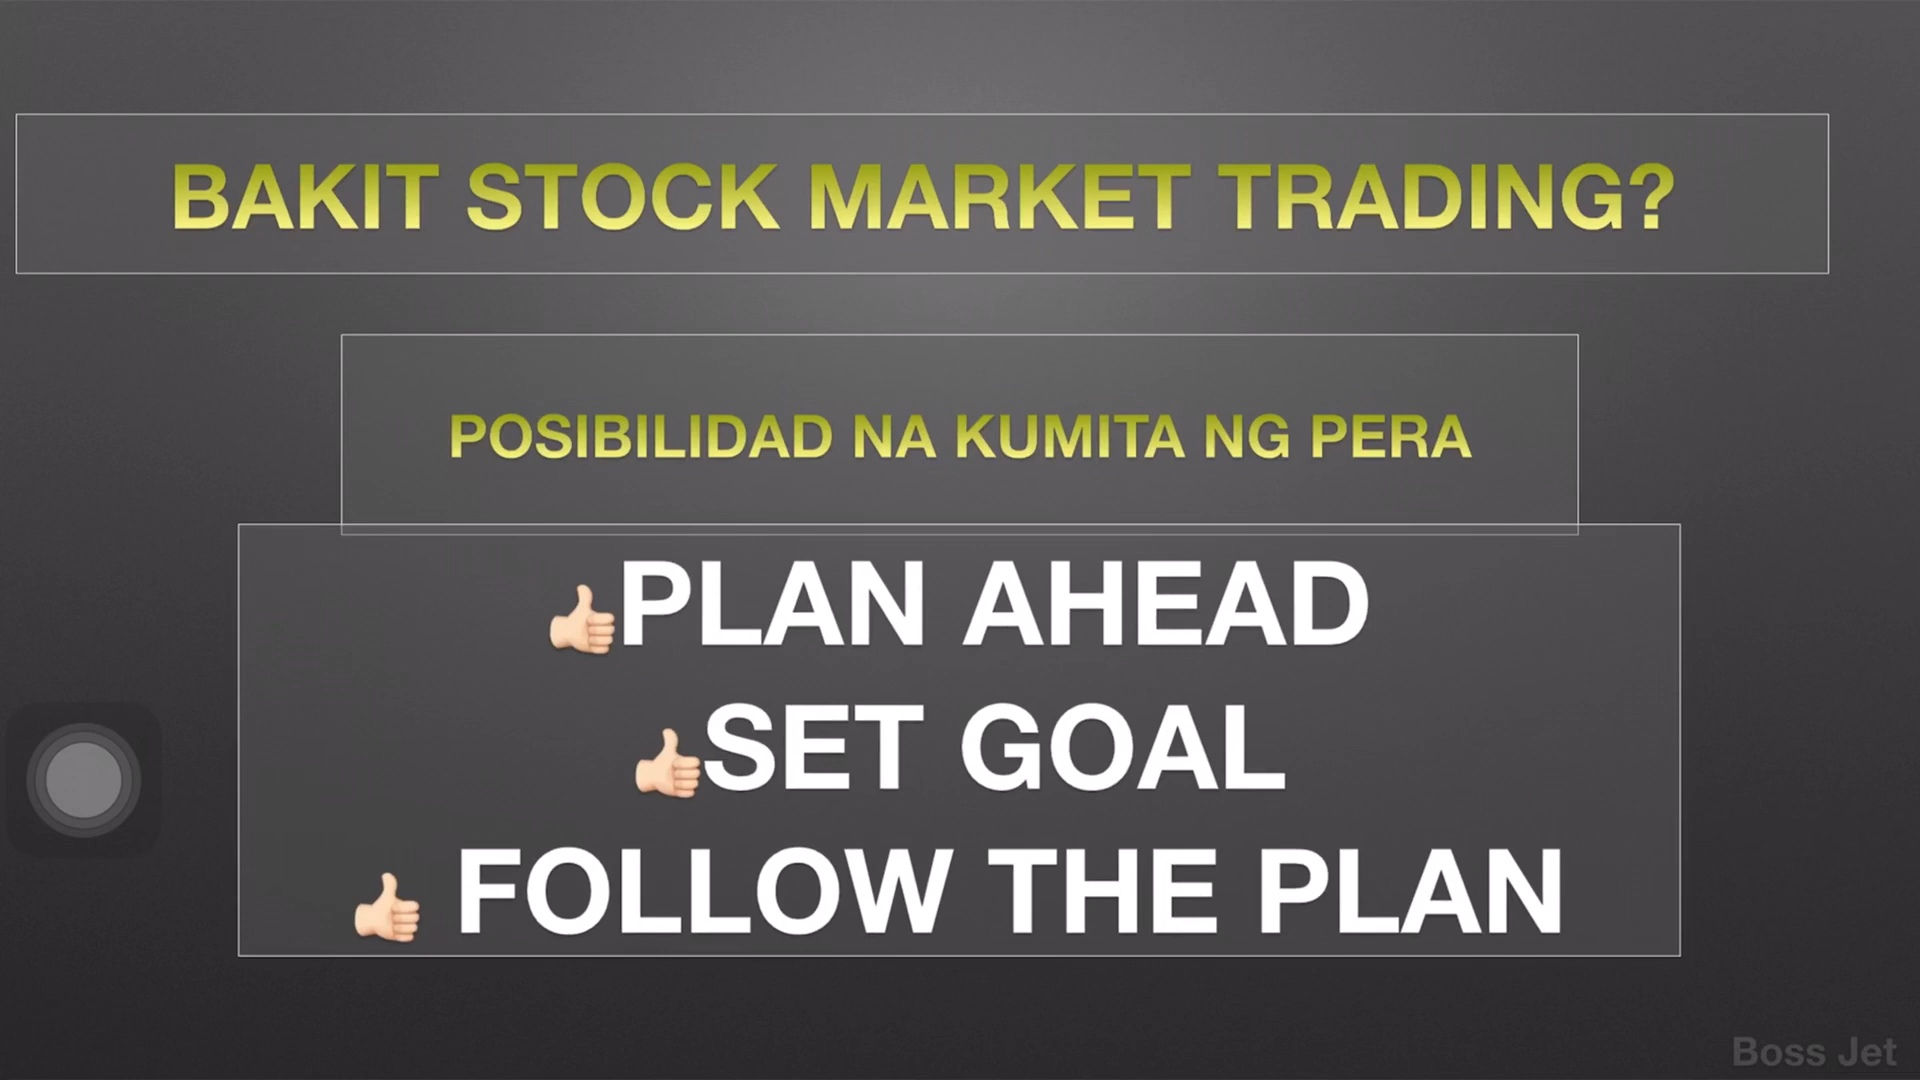 BAKIT STOCK MARKET TRADING?
POSIBILIDAD NA KUMITA NG PERA
👍🏻PLAN AHEAD
👍🏻SET GOAL
👍🏻 FOLLOW THE PLAN
Boss Jet